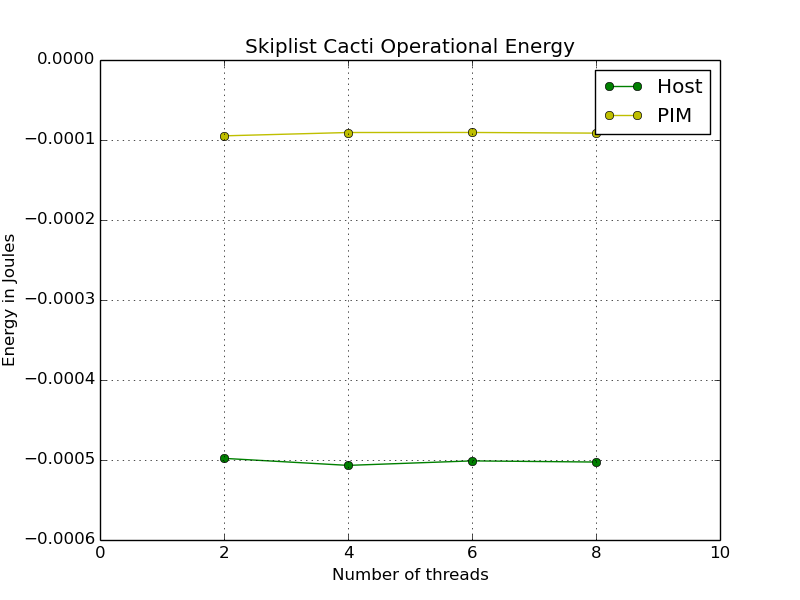 Skiplist Cacti Operational Energy
Host
PIM
0.0000
−0.0001
−0.0002
−0.0003
−0.0004
−0.0005
−0.0006
Energy in Joules
0 2 4 6 8 10
Number of threads